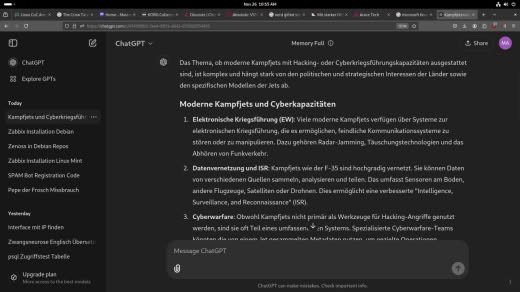 Nov 26 10:55 AM
ChatGPT
Memory Full
Share
MA
ChatGPT
Explore GPTs
Today
Kampfjets und Cyberkriegsführ
Zabbix Installation Debian
Zenoss in Debian Repos
Zabbix Installation Linux Mint
SPAM Bot Registration Code
Pepe der Frosch Missbrauch
Yesterday
Interface mit IP finden
Zwangsneurose Englisch Überset
psql Zugriffstest Tabelle
Upgrade plan
More access to the best models
Das Thema, ob moderne Kampfjets mit Hacking- oder Cyberkriegsführungskapazitäten ausgestattet
sind, ist komplex und hängt stark von den politischen und strategischen Interessen der Länder sowie
den spezifischen Modellen der Jets ab.
Moderne Kampfjets und Cyberkapazitäten
1. Elektronische Kriegsführung (EW): Viele moderne Kampfjets verfügen über Systeme zur
elektronischen Kriegsführung, die es ermöglichen, feindliche Kommunikationssysteme zu
stören oder zu manipulieren. Dazu gehören Radar-Jamming, Täuschungstechnologien und das
Abhören von Funkverkehr.
2. Datenvernetzung und ISR: Kampfjets wie der F-35 sind hochgradig vernetzt. Sie können Daten
von verschiedenen Quellen sammeln, analysieren und teilen. Das umfasst Sensoren am Boden,
andere Flugzeuge, Satelliten oder Drohnen. Dies ermöglicht eine verbesserte "Intelligence,
Surveillance, and Reconnaissance" (ISR).
3. Cyberwarfare: Obwohl Kampfjets nicht primär als Werkzeuge für Hacking-Angriffe genutzt
werden, sind sie oft Teil eines umfassen n Systems. Spezialisierte Cyberwarfare-Teams
könnten die von einem Jet gesammelten Metadaten nutzen, um gezielte Operationen
Message ChatGPT
ChatGPT can make mistakes. Check important info.